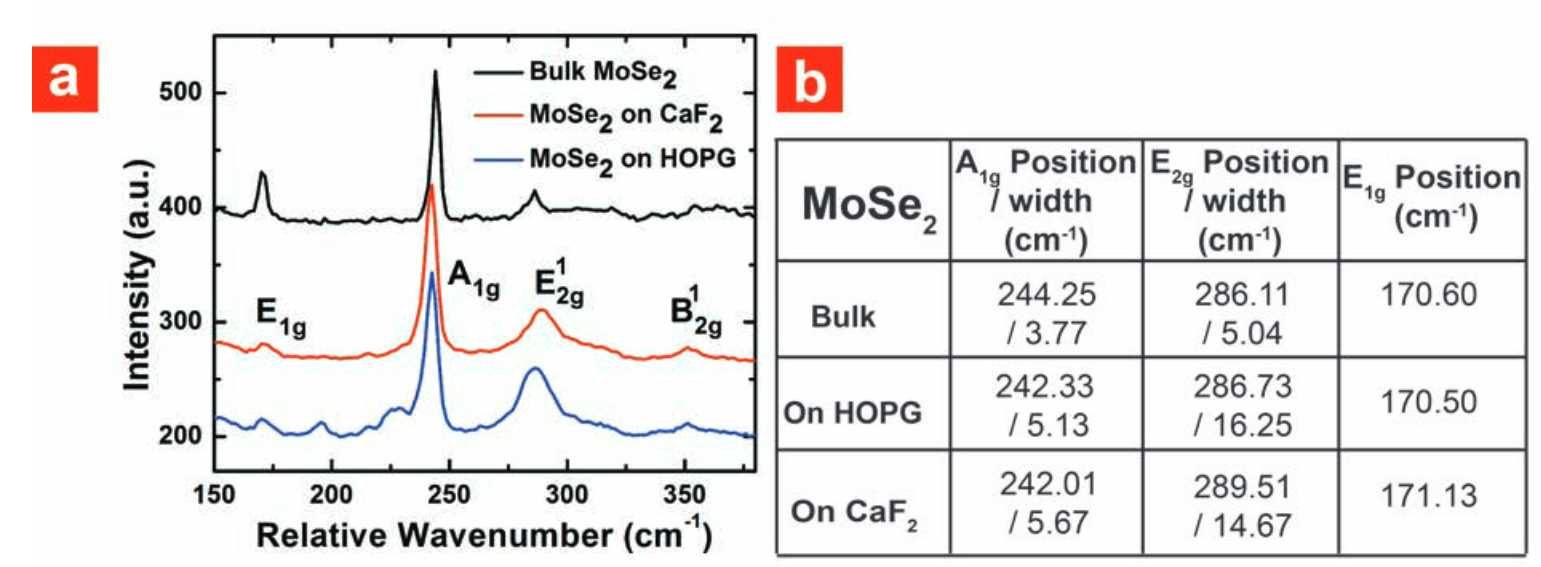 a
Bulk MoSe2
MoSe2 on CaF2
MoSe2 on HOPG
500
400
300
200
Intensity (a.u.)
E1g
A1g
E12g
B12g
150
200
250
300
350
Relative Wavenumber (cm-1)
b
MoSe2
A1g Position
/ width
(cm-1)
E2g Position
/ width
(cm-1)
E1g Position
(cm-1)
Bulk
244.25
/ 3.77
286.11
/ 5.04
170.60
On HOPG
242.33
/ 5.13
286.73
/ 16.25
170.50
On CaF2
242.01
/ 5.67
289.51
/ 14.67
171.13